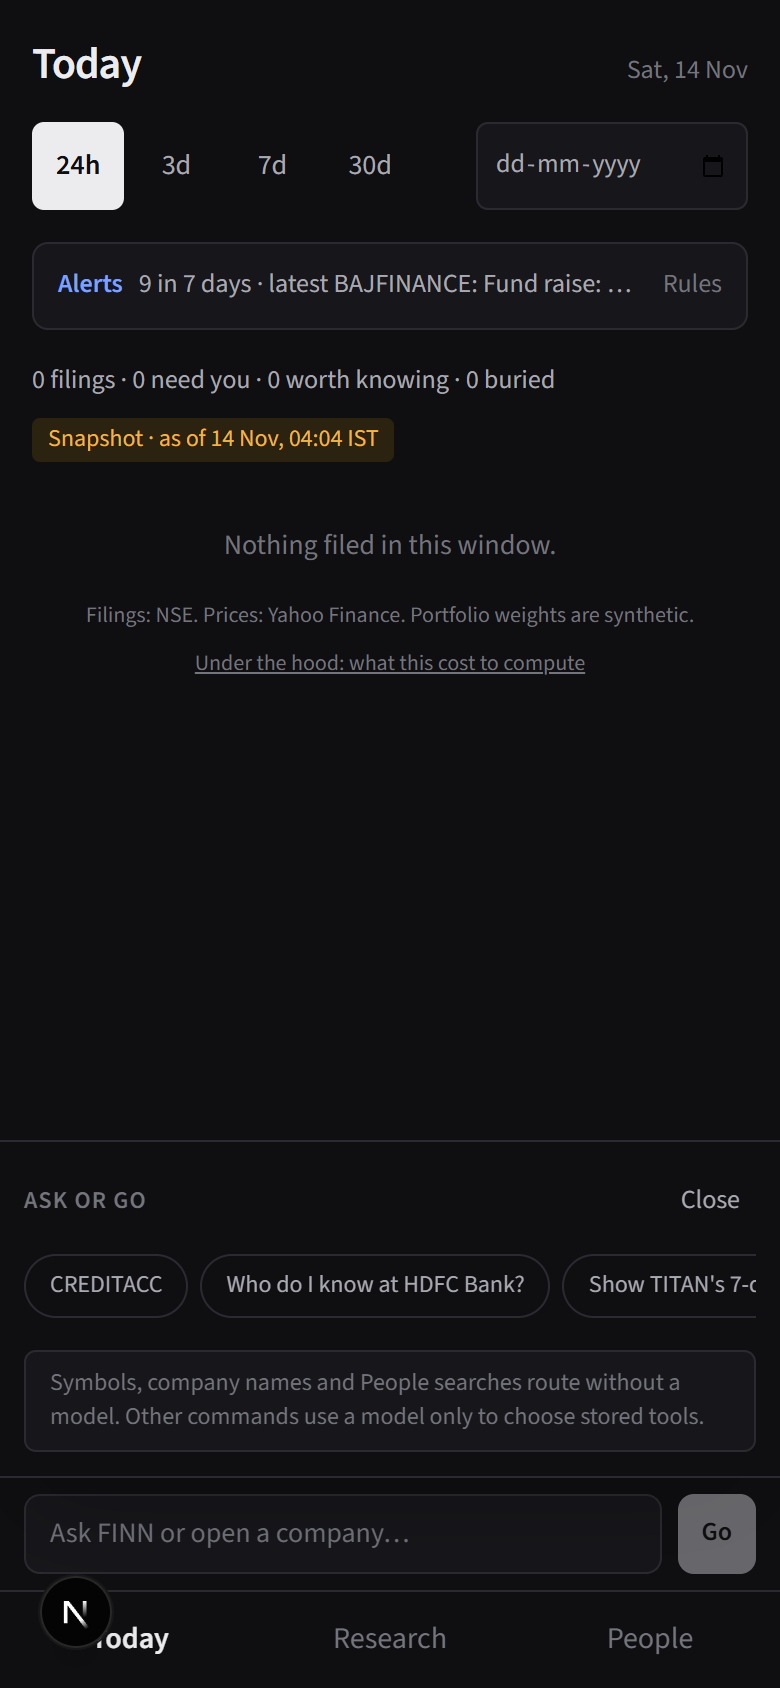 Today
Sat, 14 Nov
24h 3d 7d 30d dd-mm-yyyy
Alerts 9 in 7 days · latest BAJFINANCE: Fund raise: … Rules
0 filings · 0 need you · 0 worth knowing · 0 buried
Snapshot · as of 14 Nov, 04:04 IST
Nothing filed in this window.
Filings: NSE. Prices: Yahoo Finance. Portfolio weights are synthetic.
Under the hood: what this cost to compute
ASK OR GO Close
CREDITACC Who do I know at HDFC Bank? Show TITAN's 7-
Symbols, company names and People searches route without a
model. Other commands use a model only to choose stored tools.
Ask FINN or open a company… Go
N
Today Research People